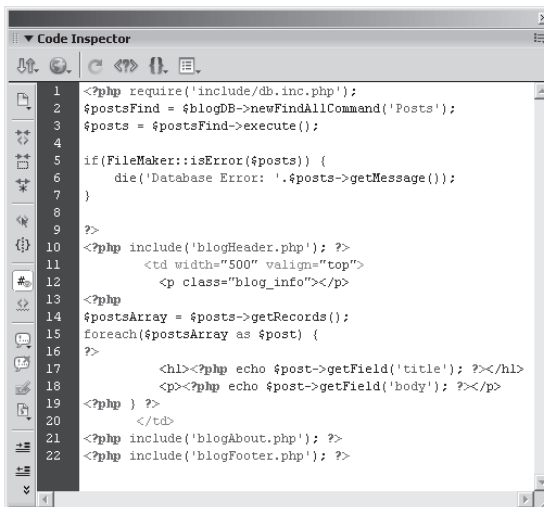 Code Inspector
1 <?php require('include/db.inc.php');
2 $postsFind = $blogDB->newFindAllCommand('Posts');
3 $posts = $postsFind->execute();
4
5 if(FileMaker::isError($posts)) {
6 die('Database Error: '.$posts->getMessage());
7 }
8
9 ?>
10 <?php include('blogHeader.php'); ?>
11 <td width="500" valign="top">
12 <p class="blog_info"></p>
13 <?php
14 $postsArray = $posts->getRecords();
15 foreach($postsArray as $post) {
16 ?>
17 <h1><?php echo $post->getField('title'); ?></h1>
18 <p><?php echo $post->getField('body'); ?></p>
19 <?php } ?>
20 </td>
21 <?php include('blogAbout.php'); ?>
22 <?php include('blogFooter.php'); ?>